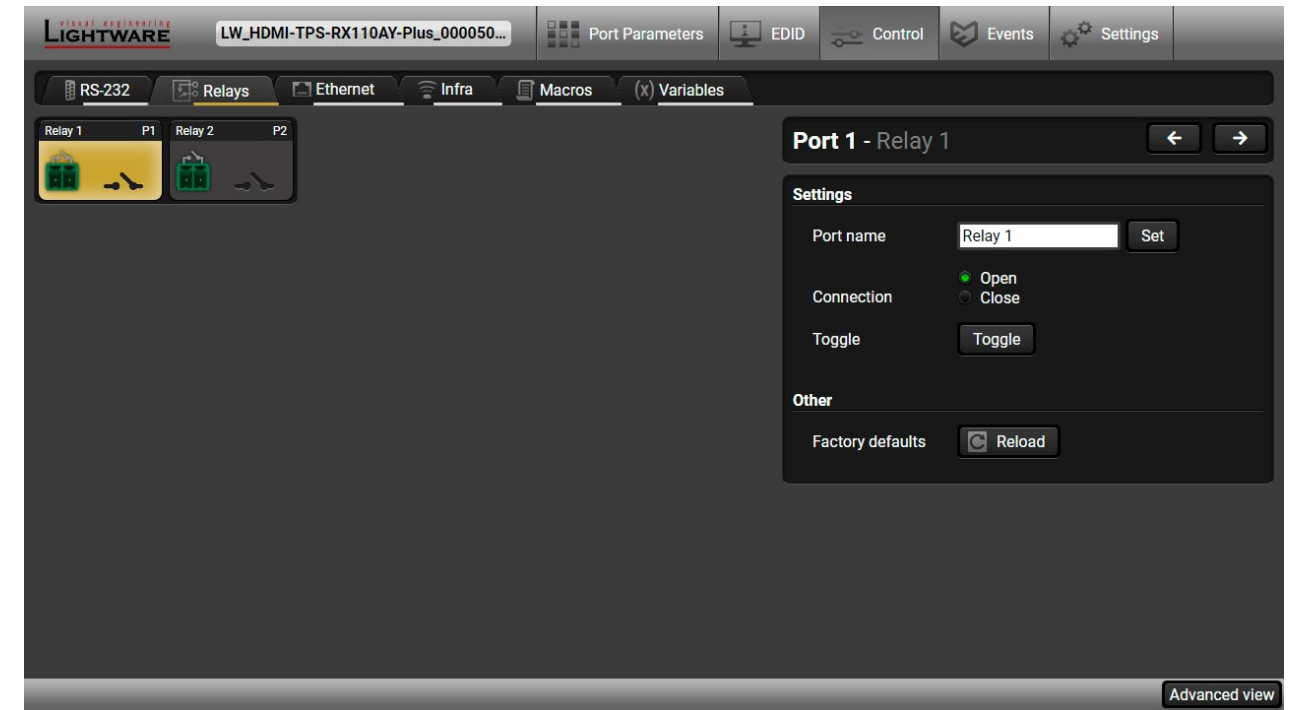 visual engineering
LIGHTWARE
LW_HDMI-TPS-RX110AY-Plus_000050...
Port Parameters
EDID
Control
Events
Settings
RS-232
Relays
Ethernet
Infra
Macros
(x) Variables
Relay 1 P1
Relay 2 P2
Port 1 - Relay 1
Settings
Port name Relay 1 Set
Open
Connection Close
Toggle Toggle
Other
Factory defaults Reload
Advanced view